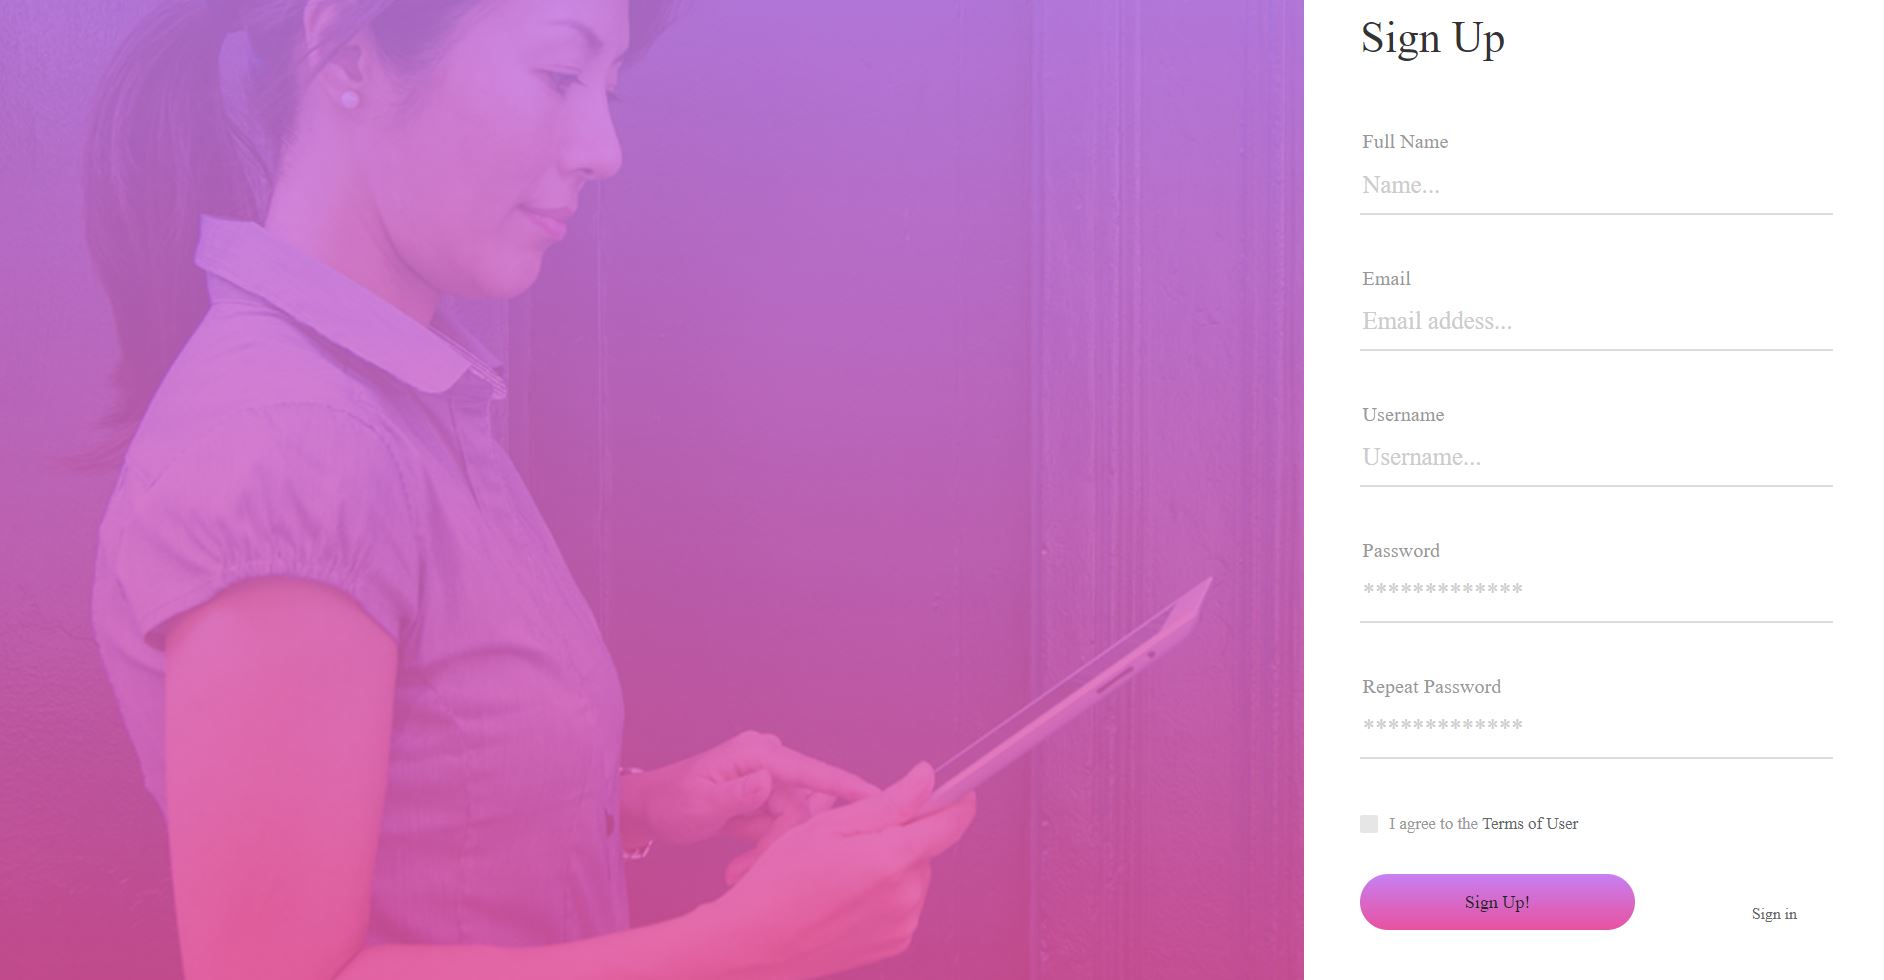 Sign Up
Full Name
Name...
Email
Email addess...
Username
Username...
Password
*************
Repeat Password
*************
I agree to the Terms of User
Sign Up!
Sign in